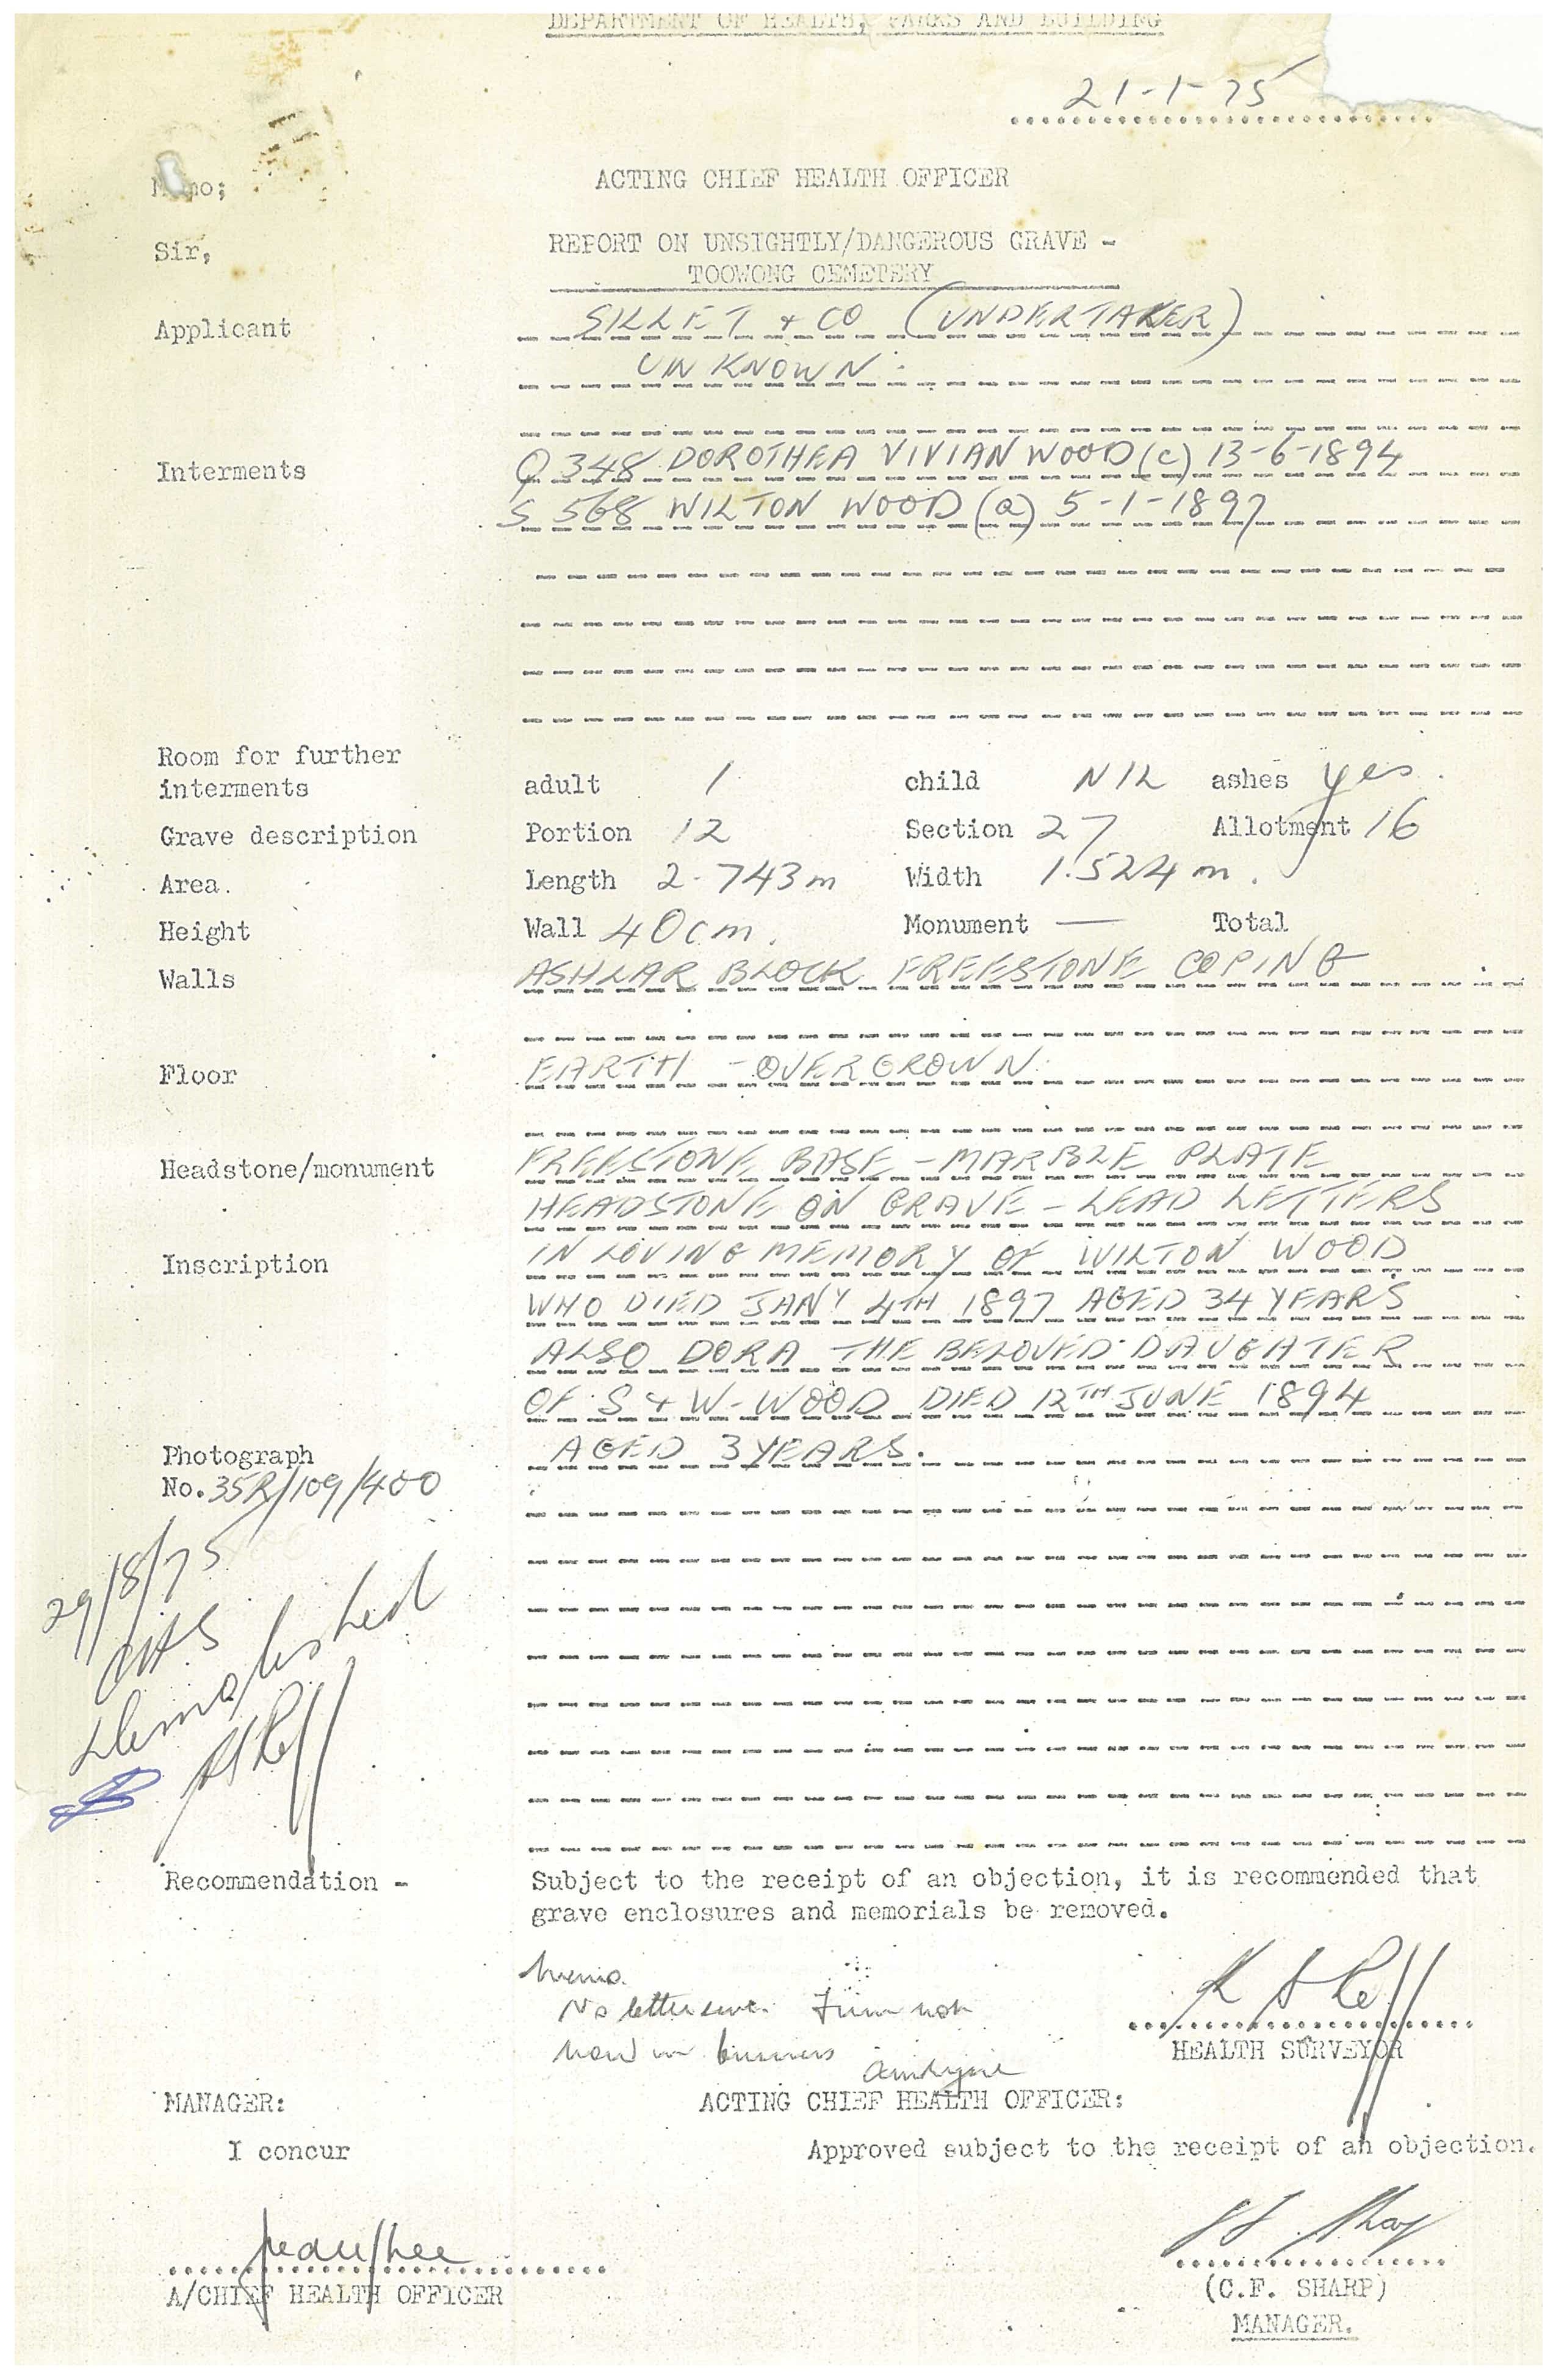 DEPARTMENT OF HEALTH, PARKS AND BUILDING
21-1-75
Memo; ACTING CHIEF HEALTH OFFICER
Sir, REPORT ON UNSIGHTLY/DANGEROUS GRAVE -
TOOWONG CEMETERY
Applicant SILLET + CO (UNDERTAKER)
UNKNOWN.
Interments Q 348 DOROTHEA VIVIAN WOOD (c) 13-6-1894
S 568 WILTON WOOD (a) 5-1-1897
Room for further
interments adult 1 child NIL ashes yes.
Grave description Portion 12 Section 27 Allotment 16
Area. Length 2.743m Width 1.524m.
Height Wall 40cm. Monument — Total
Walls ASHLAR BLOCK FREESTONE COPING
Floor EARTH - OVERGROWN.
Headstone/monument FREESTONE BASE - MARBLE PLATE
HEADSTONE ON GRAVE - LEAD LETTERS
Inscription IN LOVING MEMORY OF WILTON WOOD
WHO DIED JANY 4TH 1897 AGED 34 YEARS
ALSO DORA THE BELOVED DAUGHTER
OF S + W - WOOD DIED 12TH JUNE 1894
Photograph AGED 3 YEARS.
No. 35R/109/400
29/8/75
Demolished
Recommendation - Subject to the receipt of an objection, it is recommended that
grave enclosures and memorials be removed.
Memo.
No letter sent. Firm not
now in business
HEALTH SURVEYOR
MANAGER: ACTING CHIEF HEALTH OFFICER:
I concur Approved subject to the receipt of an objection.
A/CHIEF HEALTH OFFICER (C.F. SHARP)
MANAGER.